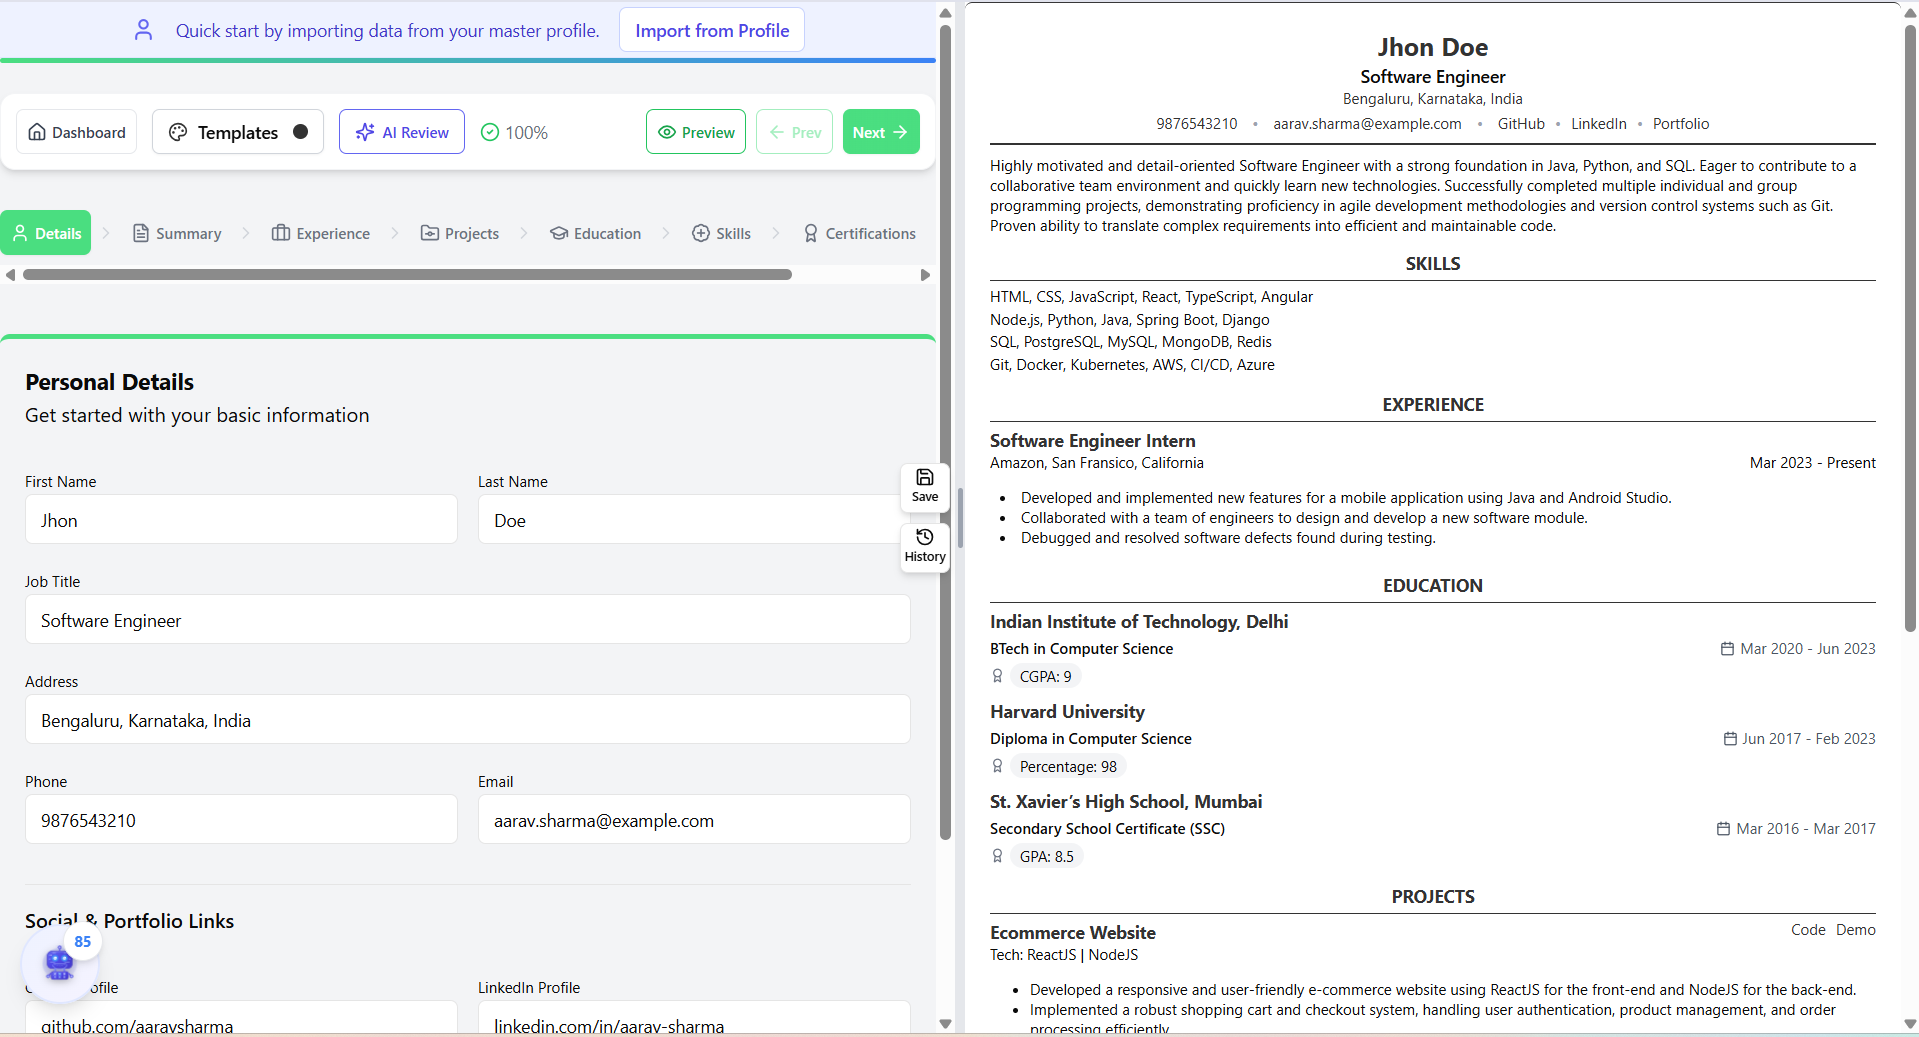 Quick start by importing data from your master profile.
Import from Profile
Dashboard
Templates
AI Review
100%
Preview
Prev
Next
Details
Summary
Experience
Projects
Education
Skills
Certifications
Personal Details
Get started with your basic information
First Name
Last Name
Jhon
Doe
Save
History
Job Title
Software Engineer
Address
Bengaluru, Karnataka, India
Phone
Email
9876543210
aarav.sharma@example.com
Social & Portfolio Links
85
LinkedIn Profile
github.com/aaravsharma
linkedin.com/in/aarav-sharma
Jhon Doe
Software Engineer
Bengaluru, Karnataka, India
9876543210 • aarav.sharma@example.com • GitHub • LinkedIn • Portfolio
Highly motivated and detail-oriented Software Engineer with a strong foundation in Java, Python, and SQL. Eager to contribute to a
collaborative team environment and quickly learn new technologies. Successfully completed multiple individual and group
programming projects, demonstrating proficiency in agile development methodologies and version control systems such as Git.
Proven ability to translate complex requirements into efficient and maintainable code.
SKILLS
HTML, CSS, JavaScript, React, TypeScript, Angular
Node.js, Python, Java, Spring Boot, Django
SQL, PostgreSQL, MySQL, MongoDB, Redis
Git, Docker, Kubernetes, AWS, CI/CD, Azure
EXPERIENCE
Software Engineer Intern
Amazon, San Fransico, California
Mar 2023 - Present
• Developed and implemented new features for a mobile application using Java and Android Studio.
• Collaborated with a team of engineers to design and develop a new software module.
• Debugged and resolved software defects found during testing.
EDUCATION
Indian Institute of Technology, Delhi
BTech in Computer Science
Mar 2020 - Jun 2023
CGPA: 9
Harvard University
Diploma in Computer Science
Jun 2017 - Feb 2023
Percentage: 98
St. Xavier’s High School, Mumbai
Secondary School Certificate (SSC)
Mar 2016 - Mar 2017
GPA: 8.5
PROJECTS
Ecommerce Website
Code Demo
Tech: ReactJS | NodeJS
• Developed a responsive and user-friendly e-commerce website using ReactJS for the front-end and NodeJS for the back-end.
• Implemented a robust shopping cart and checkout system, handling user authentication, product management, and order
processing efficiently